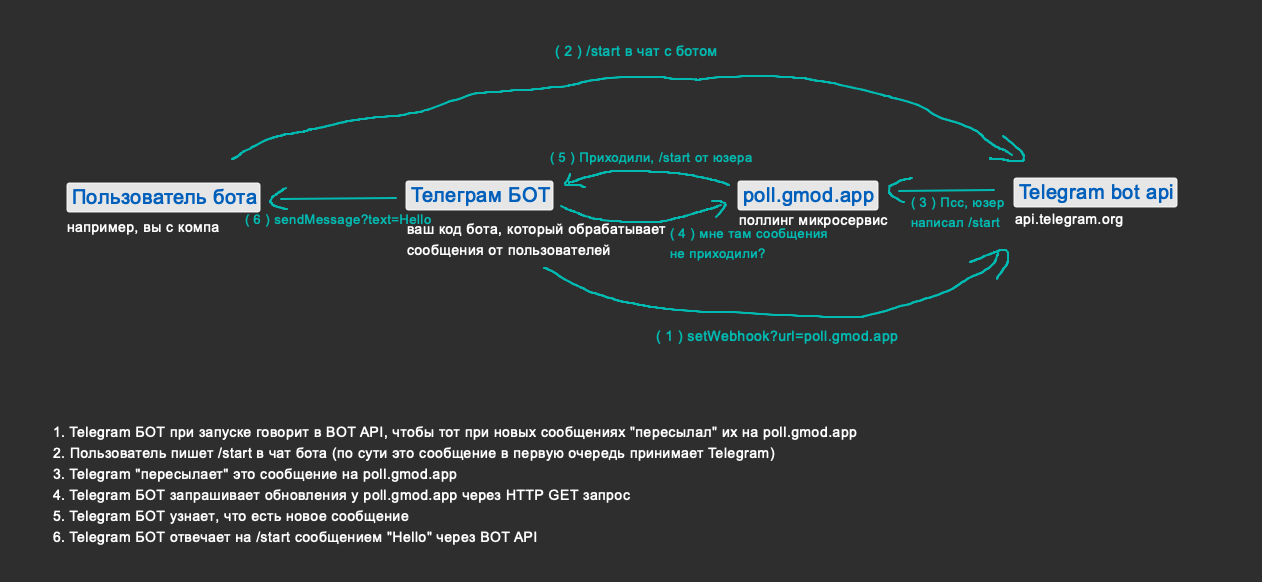 ( 2 ) /start в чат с ботом
( 5 ) Приходили, /start от юзера
Пользователь бота
например, вы с компа
( 6 ) sendMessage?text=Hello
Телеграм БОТ
ваш код бота, который обрабатывает
сообщения от пользователей
poll.gmod.app
поллинг микросервис
( 4 ) мне там сообщения
не приходили?
( 3 ) Псс, юзер
написал /start
Telegram bot api
api.telegram.org
( 1 ) setWebhook?url=poll.gmod.app
1. Telegram БОТ при запуске говорит в BOT API, чтобы тот при новых сообщениях "пересылал" их на poll.gmod.app
2. Пользователь пишет /start в чат бота (по сути это сообщение в первую очередь принимает Telegram)
3. Telegram "пересылает" это сообщение на poll.gmod.app
4. Telegram БОТ запрашивает обновления у poll.gmod.app через HTTP GET запрос
5. Telegram БОТ узнает, что есть новое сообщение
6. Telegram БОТ отвечает на /start сообщением "Hello" через BOT API